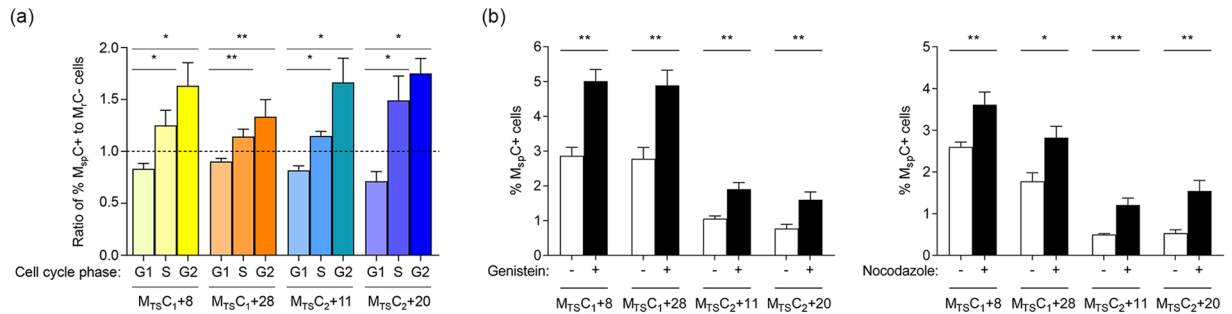 (a)
* ** * *
* ** * *
Ratio of % MspC+ to MrC- cells
2.0
1.5
1.0
0.5
0.0
Cell cycle phase: G1 S G2 G1 S G2 G1 S G2 G1 S G2
MTSC1+8 MTSC1+28 MTSC2+11 MTSC2+20
(b)
** ** ** **
% MspC+ cells
6
5
4
3
2
1
0
Genistein: - + - + - + - +
MTSC1+8 MTSC1+28 MTSC2+11 MTSC2+20
** * ** **
% MspC+ cells
5
4
3
2
1
0
Nocodazole: - + - + - + - +
MTSC1+8 MTSC1+28 MTSC2+11 MTSC2+20